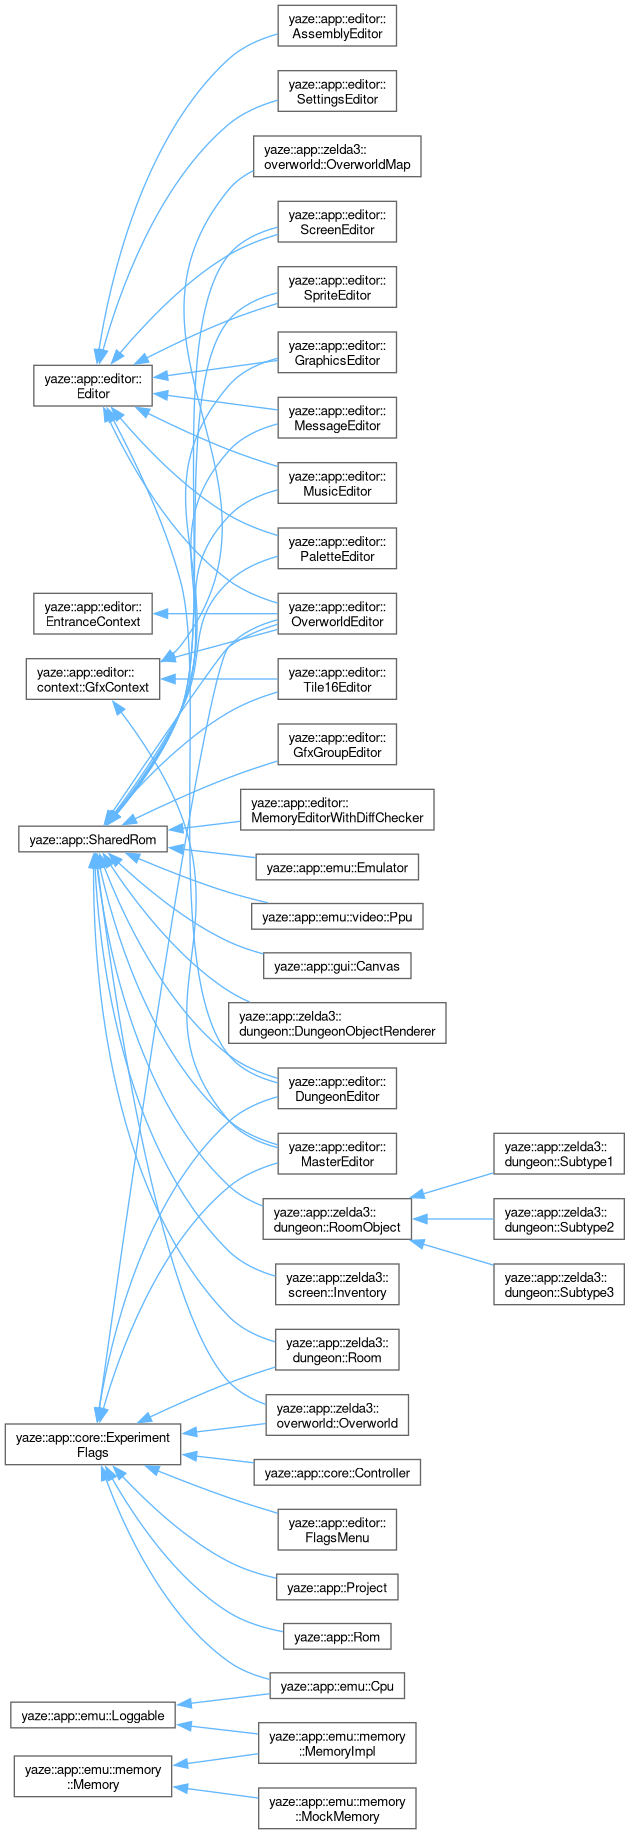 yaze::app::editor::
AssemblyEditor
yaze::app::editor::
SettingsEditor
yaze::app::zelda3::
overworld::OverworldMap
yaze::app::editor::
ScreenEditor
yaze::app::editor::
SpriteEditor
yaze::app::editor::
GraphicsEditor
yaze::app::editor::
Editor
yaze::app::editor::
MessageEditor
yaze::app::editor::
MusicEditor
yaze::app::editor::
PaletteEditor
yaze::app::editor::
EntranceContext
yaze::app::editor::
OverworldEditor
yaze::app::editor::
context::GfxContext
yaze::app::editor::
Tile16Editor
yaze::app::editor::
GfxGroupEditor
yaze::app::editor::
MemoryEditorWithDiffChecker
yaze::app::SharedRom
yaze::app::emu::Emulator
yaze::app::emu::video::Ppu
yaze::app::gui::Canvas
yaze::app::zelda3::
dungeon::DungeonObjectRenderer
yaze::app::editor::
DungeonEditor
yaze::app::editor::
MasterEditor
yaze::app::zelda3::
dungeon::Subtype1
yaze::app::zelda3::
dungeon::RoomObject
yaze::app::zelda3::
dungeon::Subtype2
yaze::app::zelda3::
screen::Inventory
yaze::app::zelda3::
dungeon::Subtype3
yaze::app::zelda3::
dungeon::Room
yaze::app::zelda3::
overworld::Overworld
yaze::app::core::Experiment
Flags
yaze::app::core::Controller
yaze::app::editor::
FlagsMenu
yaze::app::Project
yaze::app::Rom
yaze::app::emu::Cpu
yaze::app::emu::Loggable
yaze::app::emu::memory
::MemoryImpl
yaze::app::emu::memory
::Memory
yaze::app::emu::memory
::MockMemory